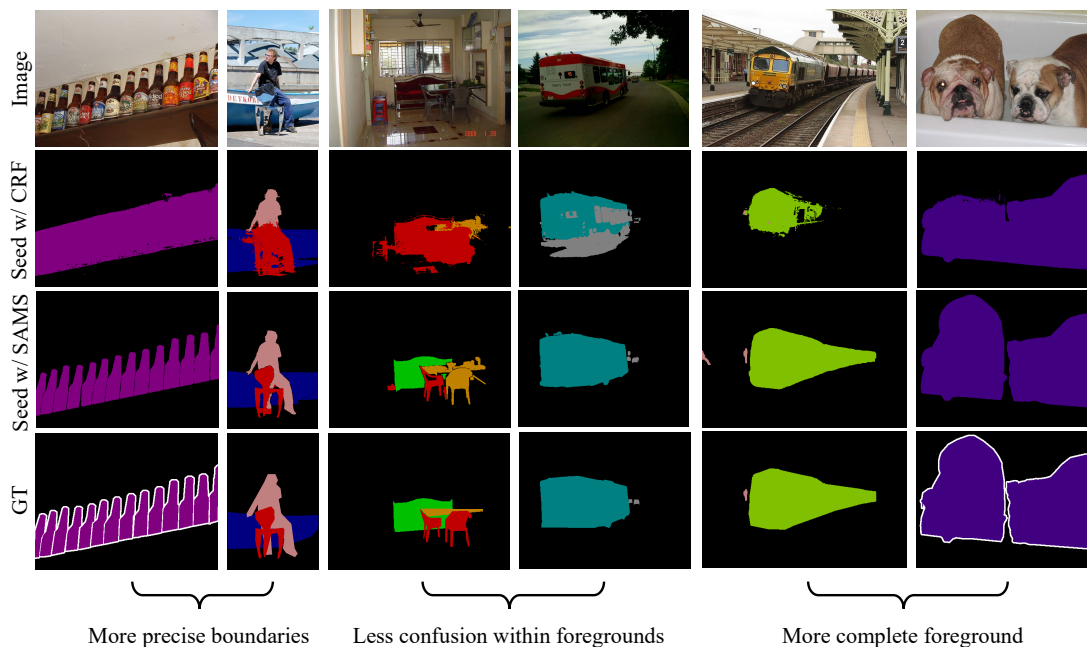 Image
Seed w/ CRF
Seed w/ SAMS
GT
More precise boundaries
Less confusion within foregrounds
More complete foreground